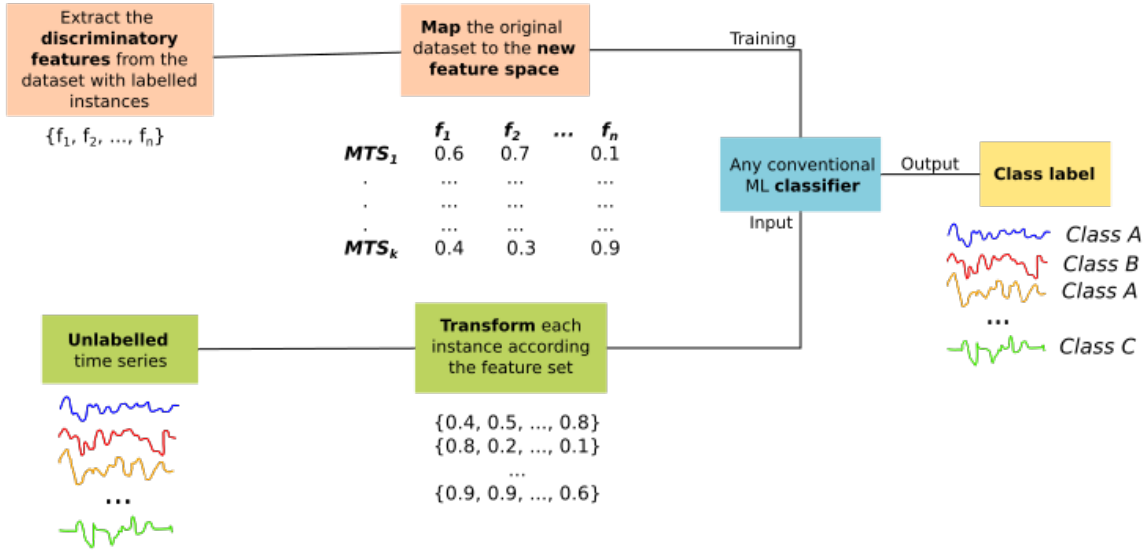 Extract the
discriminatory
features from the
dataset with labelled
instances
{f1, f2, ..., fn}
Map the original
dataset to the new
feature space
f1 f2 ... fn
MTS1 0.6 0.7 0.1
. ... ... ...
. ... ... ...
. ... ... ...
MTSk 0.4 0.3 0.9
Training
Any conventional
ML classifier
Input
Output
Class label
Class A
Class B
Class A
...
Class C
Unlabelled
time series
...
Transform each
instance according
the feature set
{0.4, 0.5, ..., 0.8}
{0.8, 0.2, ..., 0.1}
...
{0.9, 0.9, ..., 0.6}